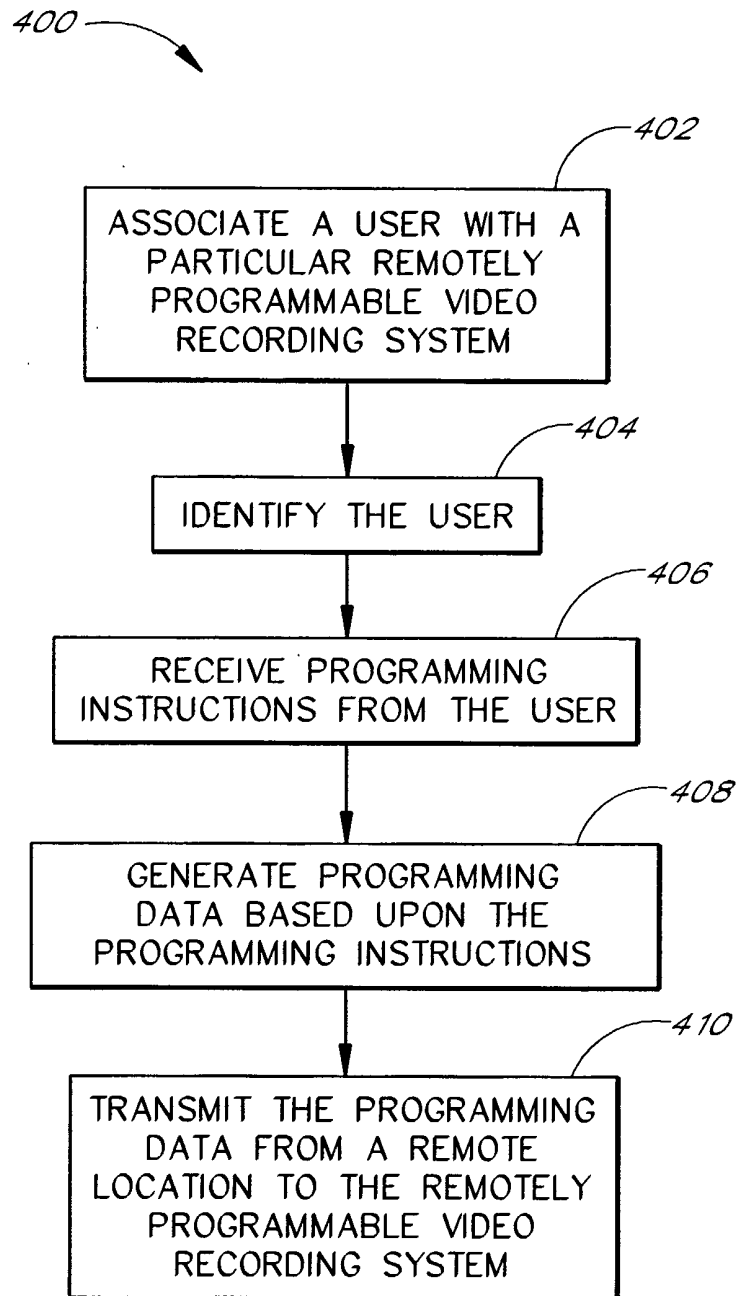 400
402
ASSOCIATE A USER WITH A
PARTICULAR REMOTELY
PROGRAMMABLE VIDEO
RECORDING SYSTEM
404
IDENTIFY THE USER
406
RECEIVE PROGRAMMING
INSTRUCTIONS FROM THE USER
408
GENERATE PROGRAMMING
DATA BASED UPON THE
PROGRAMMING INSTRUCTIONS
410
TRANSMIT THE PROGRAMMING
DATA FROM A REMOTE
LOCATION TO THE REMOTELY
PROGRAMMABLE VIDEO
RECORDING SYSTEM